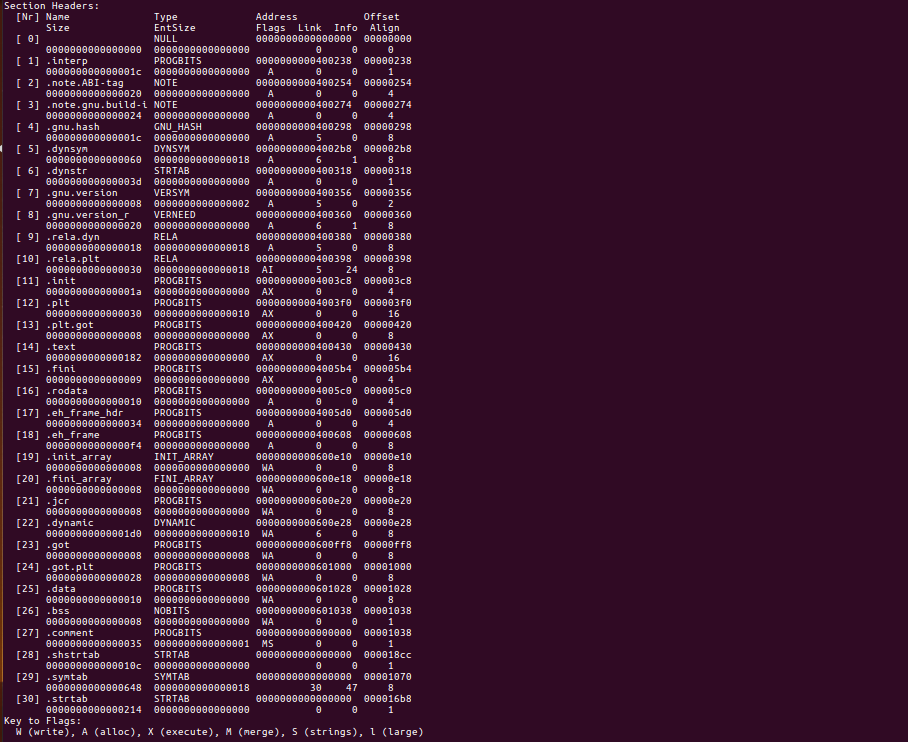 Section Headers:
  [Nr] Name              Type             Address           Offset
       Size              EntSize          Flags  Link  Info  Align
  [ 0]                   NULL             0000000000000000  00000000
       0000000000000000  0000000000000000           0     0     0
  [ 1] .interp           PROGBITS         0000000000400238  00000238
       000000000000001c  0000000000000000   A       0     0     1
  [ 2] .note.ABI-tag     NOTE             0000000000400254  00000254
       0000000000000020  0000000000000000   A       0     0     4
  [ 3] .note.gnu.build-i NOTE             0000000000400274  00000274
       0000000000000024  0000000000000000   A       0     0     4
  [ 4] .gnu.hash         GNU_HASH         0000000000400298  00000298
       000000000000001c  0000000000000000   A       5     0     8
  [ 5] .dynsym           DYNSYM           00000000004002b8  000002b8
       0000000000000060  0000000000000018   A       6     1     8
  [ 6] .dynstr           STRTAB           0000000000400318  00000318
       000000000000003d  0000000000000000   A       0     0     1
  [ 7] .gnu.version      VERSYM           0000000000400356  00000356
       0000000000000008  0000000000000002   A       5     0     2
  [ 8] .gnu.version_r    VERNEED          0000000000400360  00000360
       0000000000000020  0000000000000000   A       6     1     8
  [ 9] .rela.dyn         RELA             0000000000400380  00000380
       0000000000000018  0000000000000018   A       5     0     8
  [10] .rela.plt         RELA             0000000000400398  00000398
       0000000000000030  0000000000000018  AI       5    24     8
  [11] .init             PROGBITS         00000000004003c8  000003c8
       000000000000001a  0000000000000000  AX       0     0     4
  [12] .plt              PROGBITS         00000000004003f0  000003f0
       0000000000000030  0000000000000010  AX       0     0     16
  [13] .plt.got          PROGBITS         0000000000400420  00000420
       0000000000000008  0000000000000000  AX       0     0     8
  [14] .text             PROGBITS         0000000000400430  00000430
       0000000000000182  0000000000000000  AX       0     0     16
  [15] .fini             PROGBITS         00000000004005b4  000005b4
       0000000000000009  0000000000000000  AX       0     0     4
  [16] .rodata           PROGBITS         00000000004005c0  000005c0
       0000000000000010  0000000000000000   A       0     0     4
  [17] .eh_frame_hdr     PROGBITS         00000000004005d0  000005d0
       0000000000000034  0000000000000000   A       0     0     4
  [18] .eh_frame         PROGBITS         0000000000400608  00000608
       00000000000000f4  0000000000000000   A       0     0     8
  [19] .init_array       INIT_ARRAY       0000000000600e10  00000e10
       0000000000000008  0000000000000000  WA       0     0     8
  [20] .fini_array       FINI_ARRAY       0000000000600e18  00000e18
       0000000000000008  0000000000000000  WA       0     0     8
  [21] .jcr              PROGBITS         0000000000600e20  00000e20
       0000000000000008  0000000000000000  WA       0     0     8
  [22] .dynamic          DYNAMIC          0000000000600e28  00000e28
       00000000000001d0  0000000000000010  WA       6     0     8
  [23] .got              PROGBITS         0000000000600ff8  00000ff8
       0000000000000008  0000000000000008  WA       0     0     8
  [24] .got.plt          PROGBITS         0000000000601000  00001000
       0000000000000028  0000000000000008  WA       0     0     8
  [25] .data             PROGBITS         0000000000601028  00001028
       0000000000000010  0000000000000000  WA       0     0     8
  [26] .bss              NOBITS           0000000000601038  00001038
       0000000000000008  0000000000000000  WA       0     0     1
  [27] .comment          PROGBITS         0000000000000000  00001038
       0000000000000035  0000000000000001  MS       0     0     1
  [28] .shstrtab         STRTAB           0000000000000000  000018cc
       000000000000010c  0000000000000000           0     0     1
  [29] .symtab           SYMTAB           0000000000000000  00001070
       0000000000000648  0000000000000018          30    47     8
  [30] .strtab           STRTAB           0000000000000000  000016b8
       0000000000000214  0000000000000000           0     0     1
Key to Flags:
  W (write), A (alloc), X (execute), M (merge), S (strings), l (large)